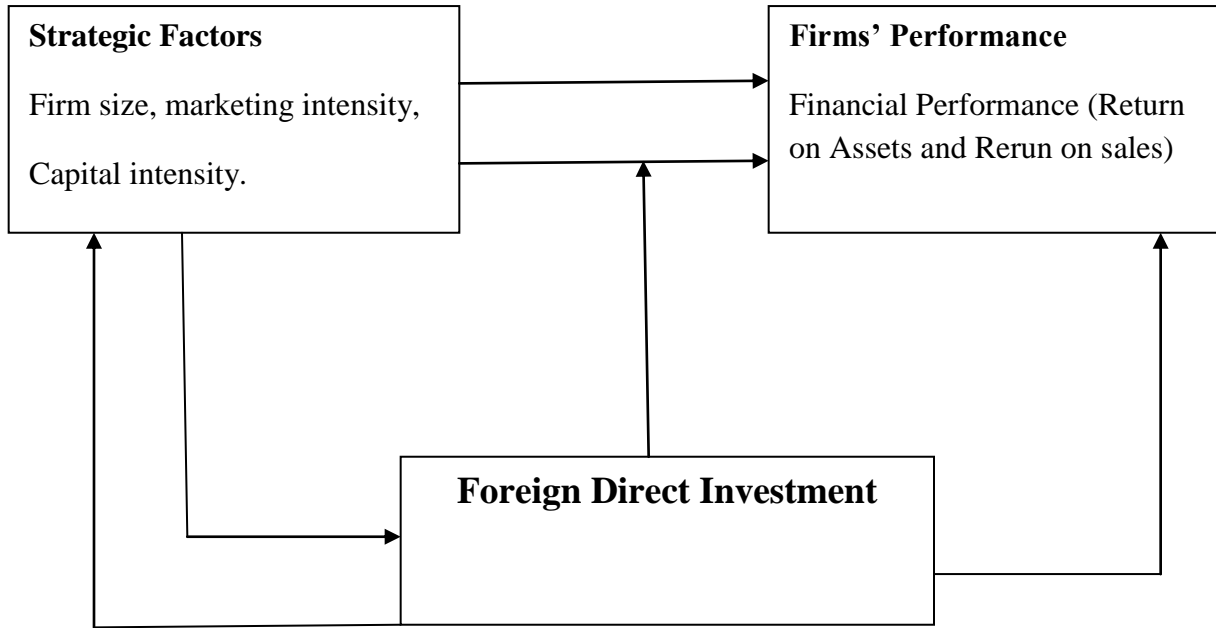 Strategic Factors
Firm size, marketing intensity,
Capital intensity.
Firms’ Performance
Financial Performance (Return
on Assets and Rerun on sales)
Foreign Direct Investment